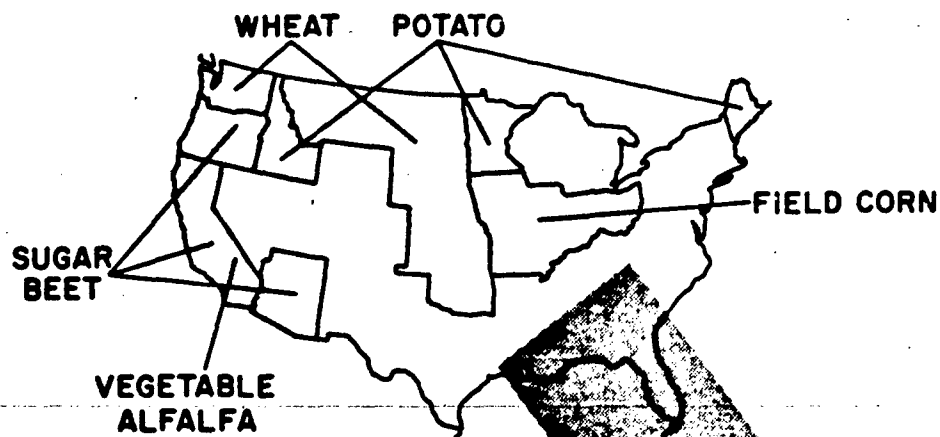 WHEAT
POTATO
FiELD CORN
SUGAR
BEET
VEGETABLE
ALFALFA